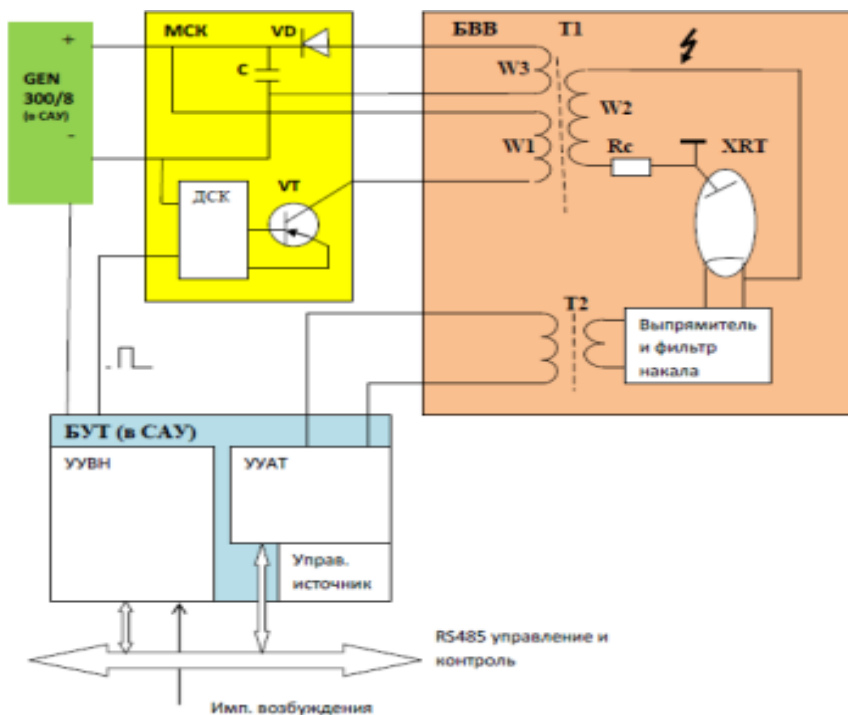 МСК
VD
БВВ
T1
+
GEN
300/8
(в САУ)
-
C
W3
W2
W1
Rc
XRT
VT
ДСК
T2
Выпрямитель
и фильтр
накала
БУТ (в САУ)
УУВН
УУАТ
Управ.
источник
RS485 управление и
контроль
Имп. возбуждения